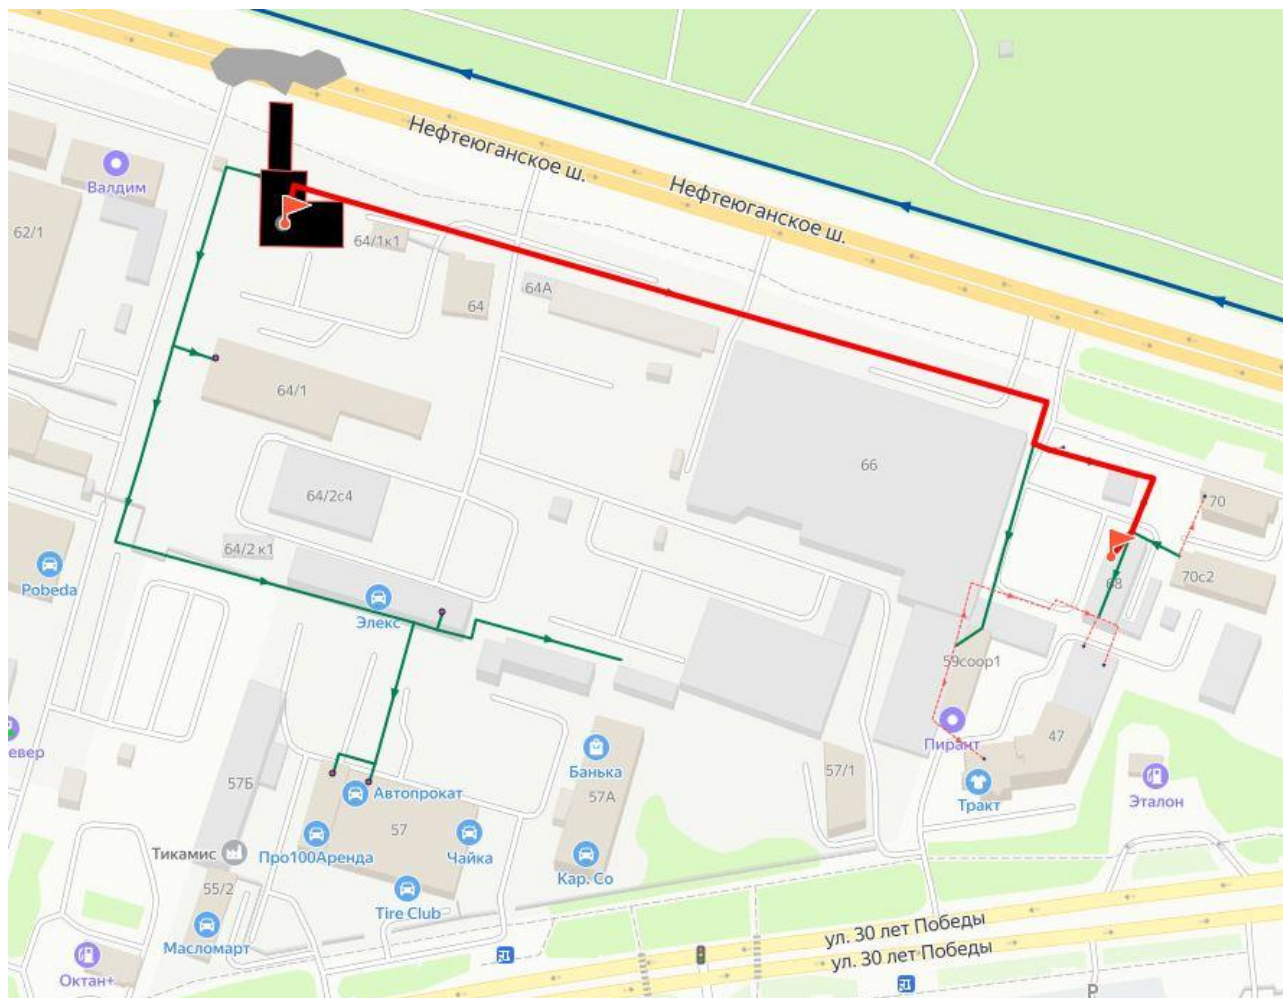 Нефтеюганское ш.
Нефтеюганское ш.
Валдим
62/1
64/1к1
64А
64
64/1
66
64/2с4
70
64/2 к1
Pobeda
Элекс
68
70с2
59соор1
евер
Пирант
47
Банька
57/1
57Б
Автопрокат
57А
Тракт
Эталон
57
Тикамис
Про100Аренда
Чайка
Кар. Со
55/2
Tire Club
Масломарт
ул. 30 лет Победы
ул. 30 лет Победы
Октан+
Р